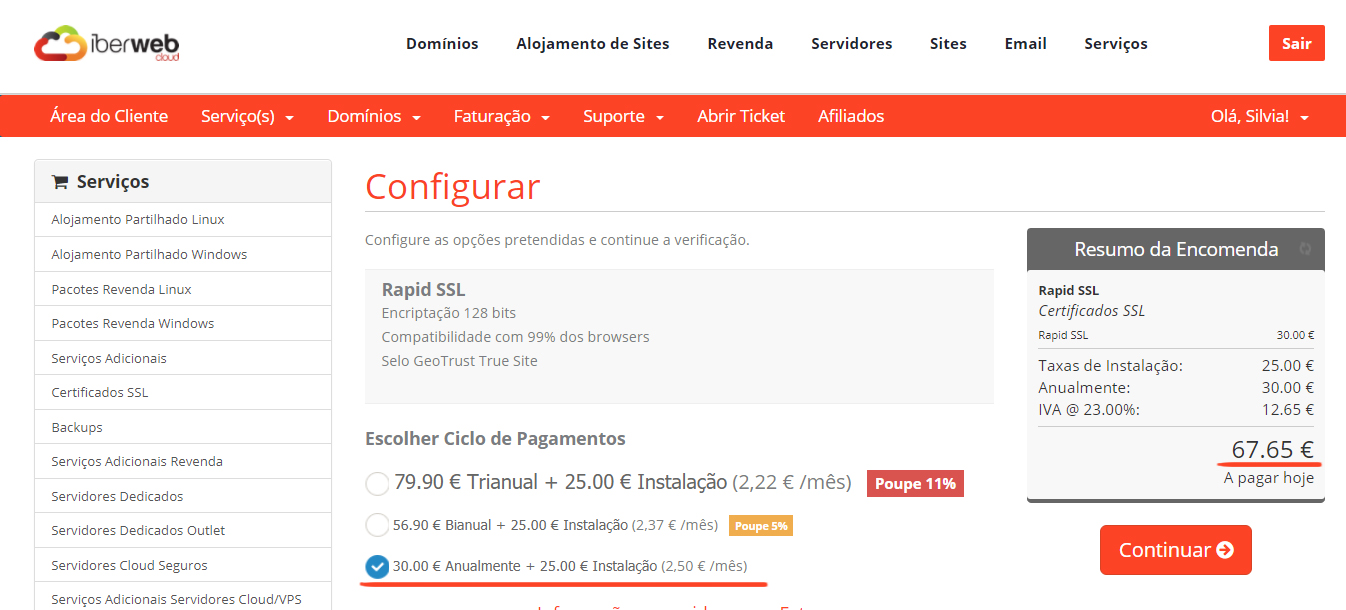 iberweb
cloud
Domínios Alojamento de Sites Revenda Servidores Sites Email Serviços Sair
Área do Cliente Serviço(s) Domínios Faturação Suporte Abrir Ticket Afiliados Olá, Silvia!
Serviços
Alojamento Partilhado Linux
Alojamento Partilhado Windows
Pacotes Revenda Linux
Pacotes Revenda Windows
Serviços Adicionais
Certificados SSL
Backups
Serviços Adicionais Revenda
Servidores Dedicados
Servidores Dedicados Outlet
Servidores Cloud Seguros
Serviços Adicionais Servidores Cloud/VPS
Configurar
Configure as opções pretendidas e continue a verificação.
Rapid SSL
Encriptação 128 bits
Compatibilidade com 99% dos browsers
Selo GeoTrust True Site
Escolher Ciclo de Pagamentos
79.90 € Trianual + 25.00 € Instalação (2,22 € /mês) Poupe 11%
56.90 € Bianual + 25.00 € Instalação (2,37 € /mês) Poupe 5%
30.00 € Anualmente + 25.00 € Instalação (2,50 € /mês)
Resumo da Encomenda
Rapid SSL
Certificados SSL
Rapid SSL 30.00 €
Taxas de Instalação: 25.00 €
Anualmente: 30.00 €
IVA @ 23.00%: 12.65 €
67.65 €
A pagar hoje
Continuar